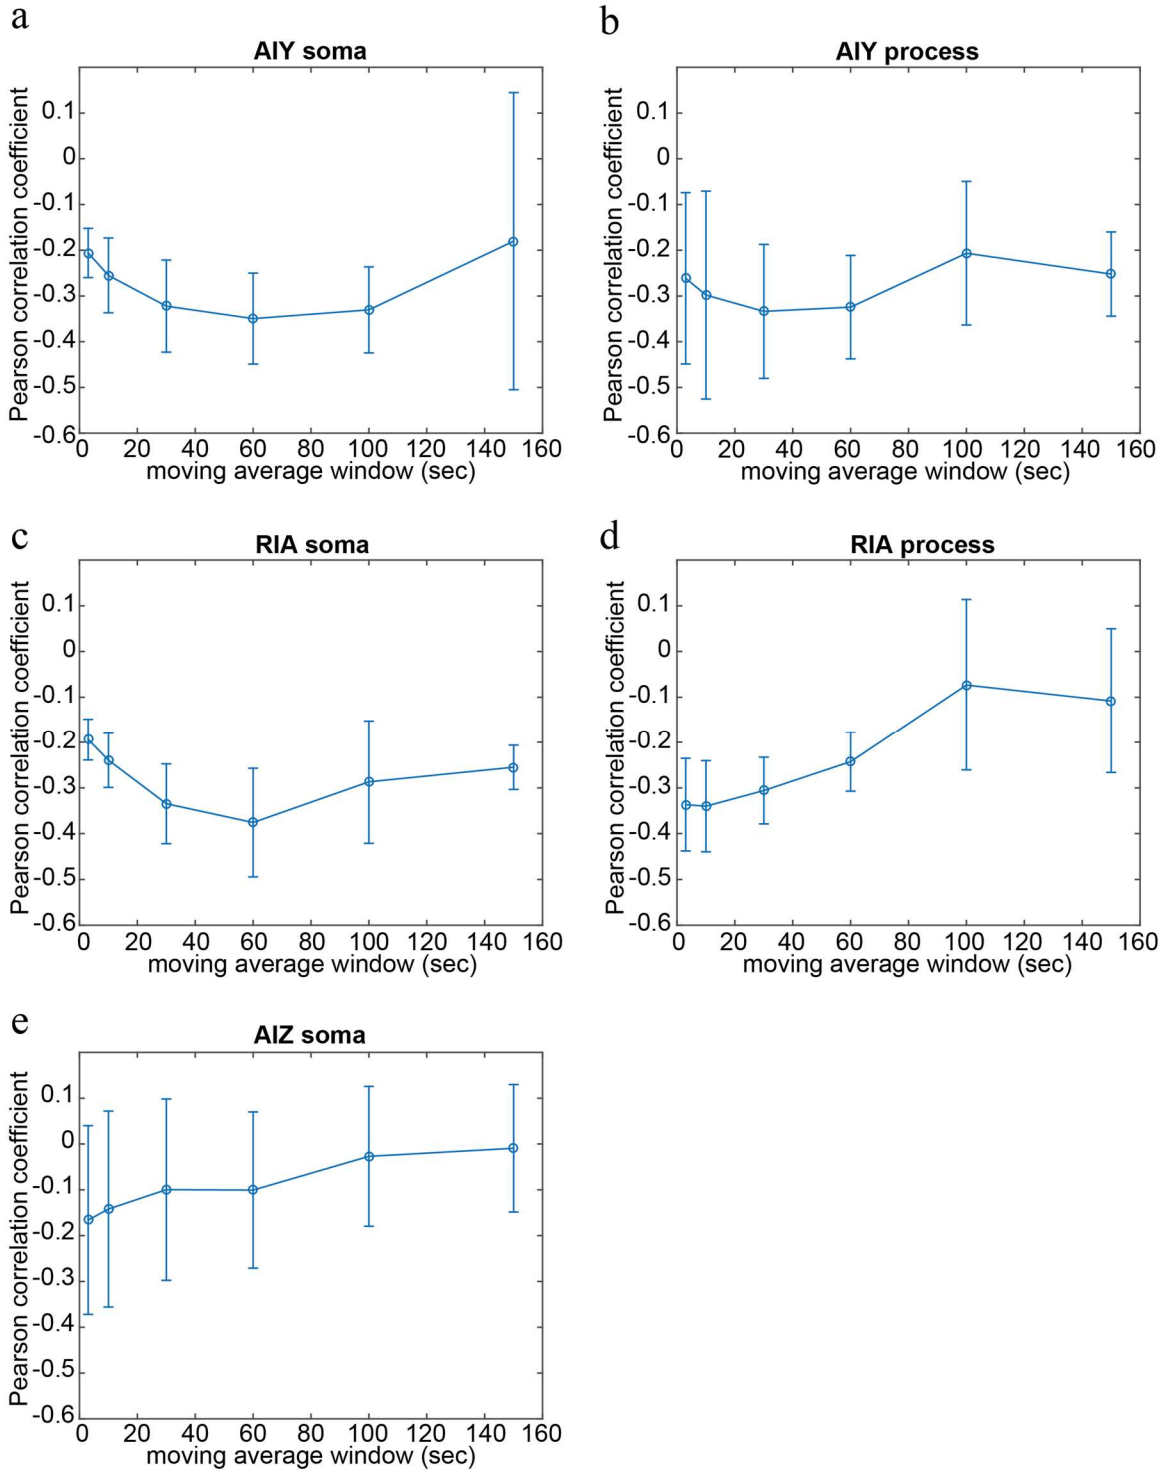 a
AIY soma
Pearson correlation coefficient
0.1
0
-0.1
-0.2
-0.3
-0.4
-0.5
-0.6
0 20 40 60 80 100 120 140 160
moving average window (sec)
b
AIY process
Pearson correlation coefficient
0.1
0
-0.1
-0.2
-0.3
-0.4
-0.5
-0.6
0 20 40 60 80 100 120 140 160
moving average window (sec)
c
RIA soma
Pearson correlation coefficient
0.1
0
-0.1
-0.2
-0.3
-0.4
-0.5
-0.6
0 20 40 60 80 100 120 140 160
moving average window (sec)
d
RIA process
Pearson correlation coefficient
0.1
0
-0.1
-0.2
-0.3
-0.4
-0.5
-0.6
0 20 40 60 80 100 120 140 160
moving average window (sec)
e
AIZ soma
Pearson correlation coefficient
0.1
0
-0.1
-0.2
-0.3
-0.4
-0.5
-0.6
0 20 40 60 80 100 120 140 160
moving average window (sec)